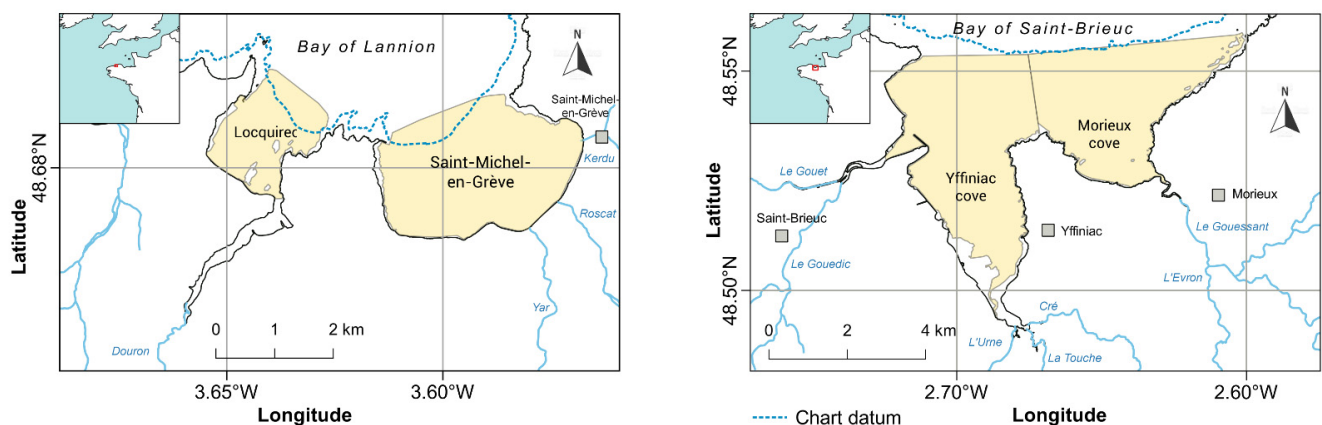 Bay of Lannion
N
Saint-Michel-
en-Grève
Locquirec
Kerdu
Saint-Michel-
en-Grève
48.68°N
Roscat
Latitude
0 1 2 km
Yar
Douron
3.65°W 3.60°W
Longitude
Bay of Saint-Brieuc
48.55°N
N
Morieux
cove
Le Gouet
Yffiniac
cove
Latitude
Morieux
Saint-Brieuc
Yffiniac
Le Gouessant
Le Gouedic
L'Evron
48.50°N
Cré
0 2 4 km
L'Urne
La Touche
2.70°W 2.60°W
Longitude
Chart datum